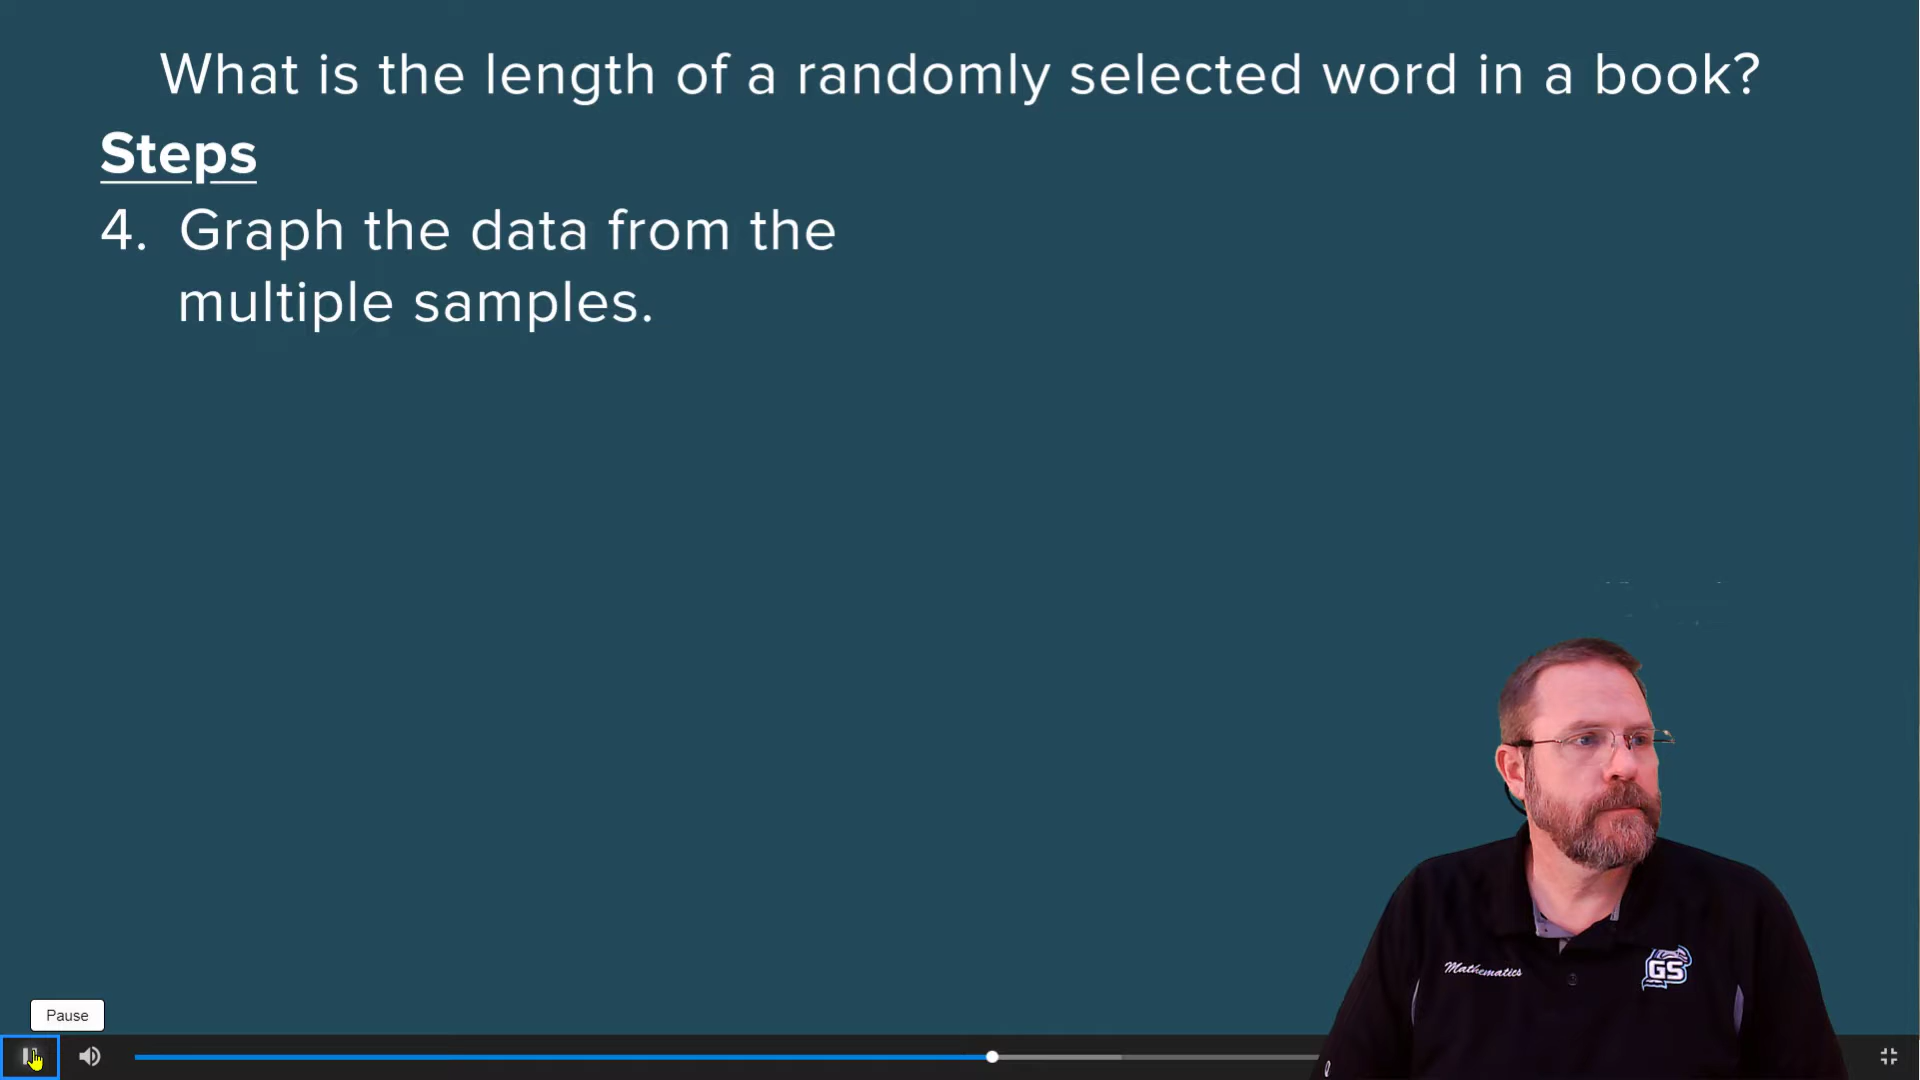 What is the length of a randomly selected word in a book?
Steps
4. Graph the data from the
multiple samples.
Mathematics
GS
Pause